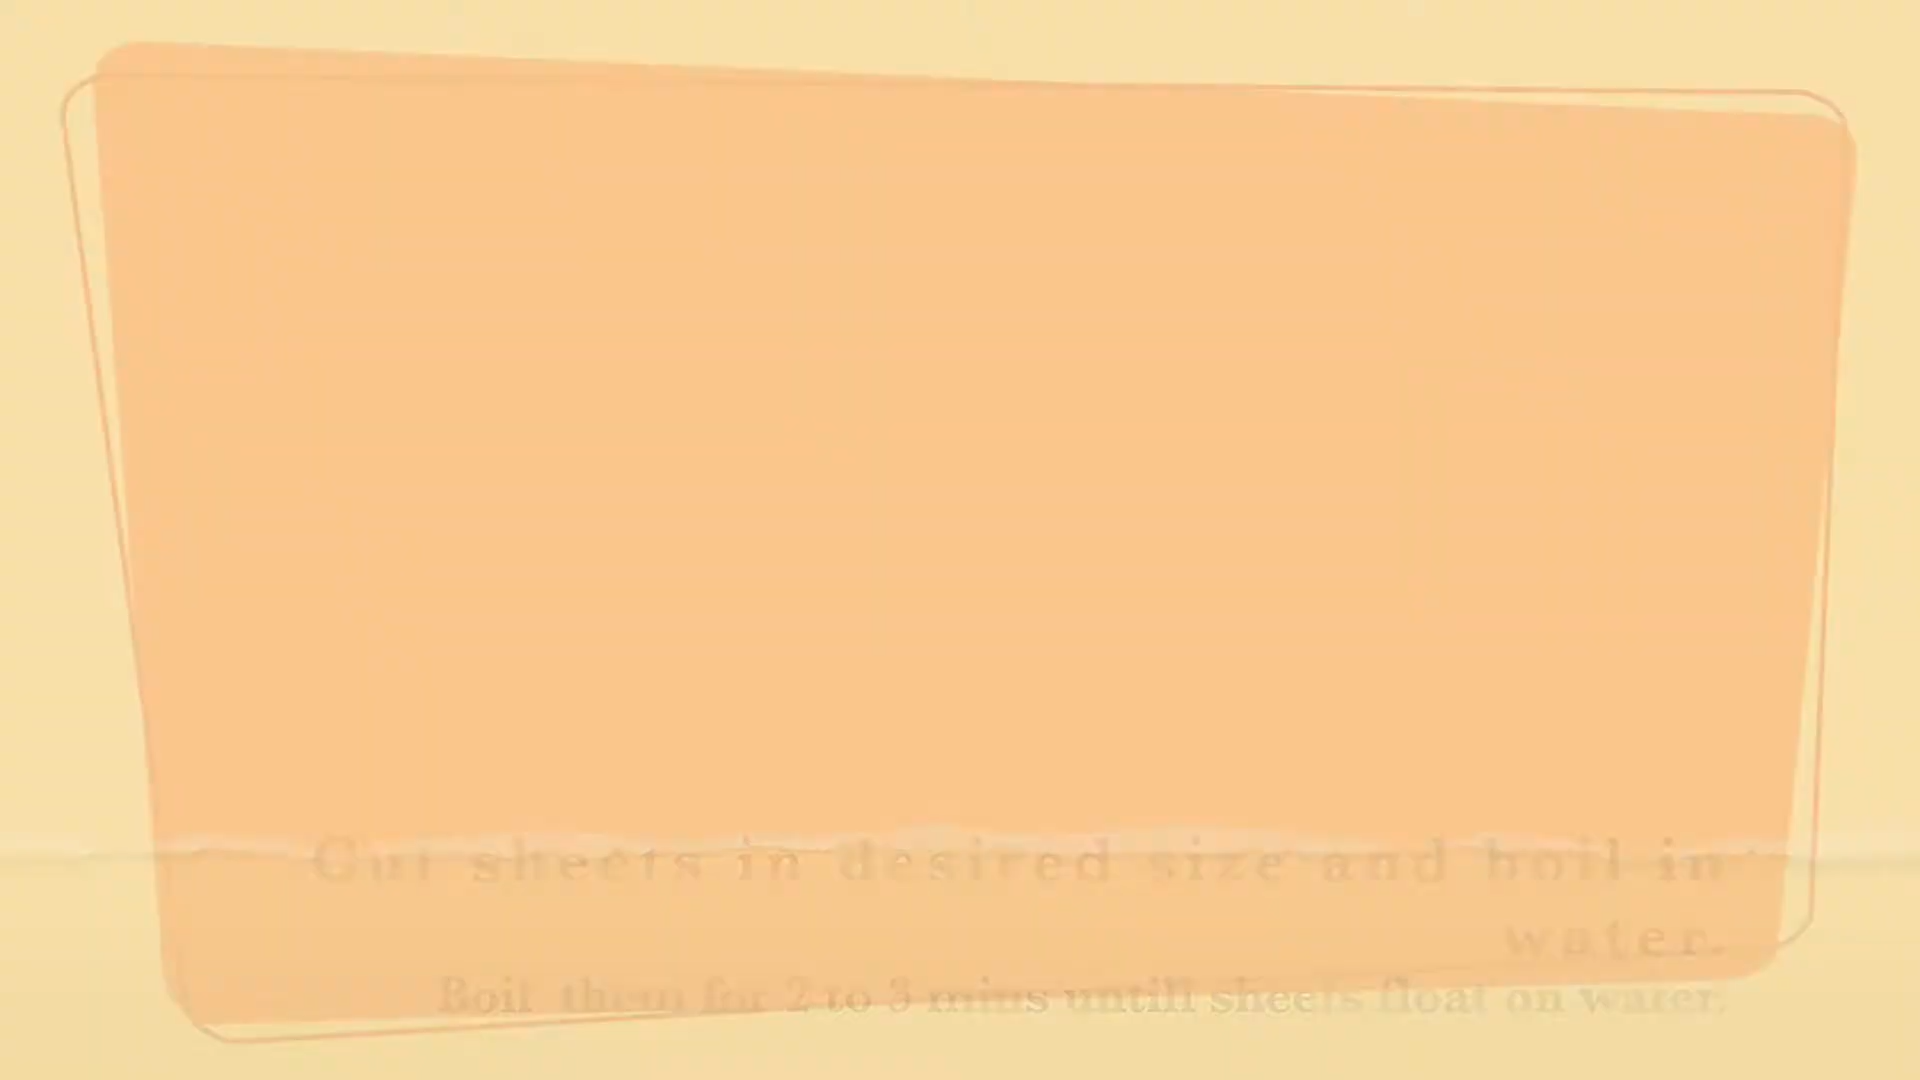 Cut sheets in desired size and boil in
water.
Boil them for 2 to 3 mins untill sheets float on water.